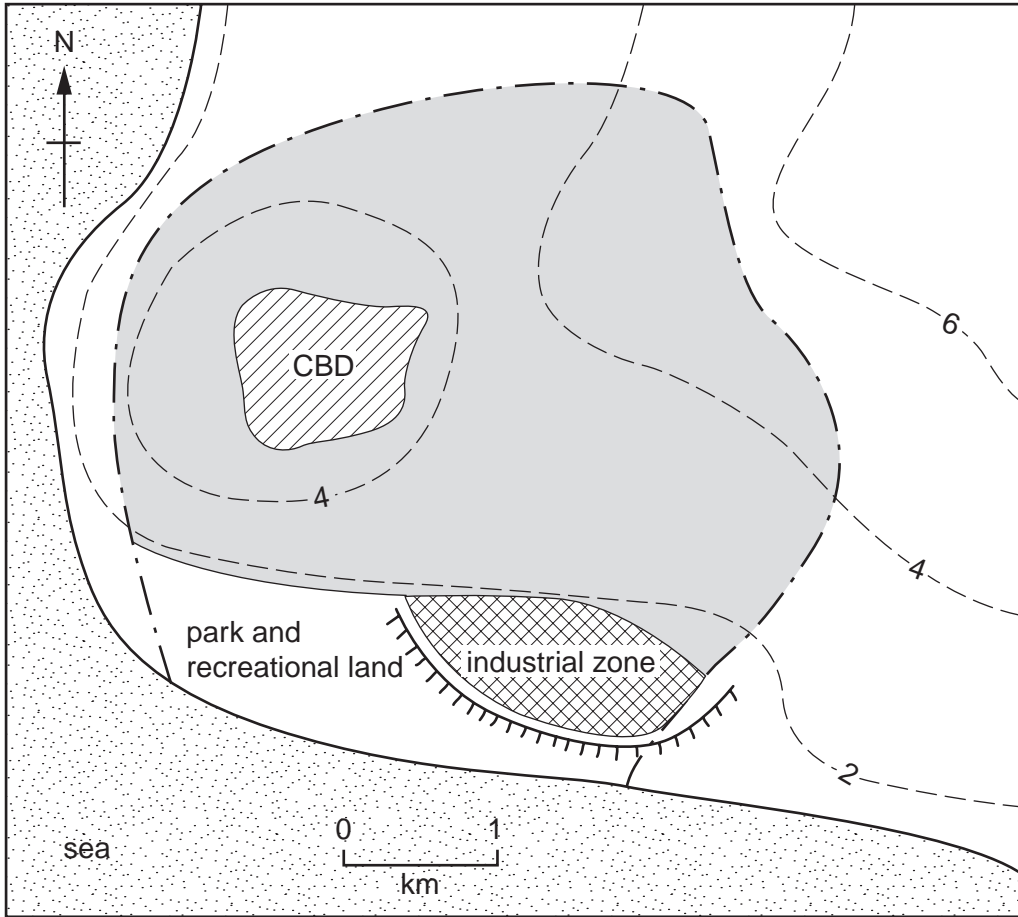 N
6
CBD
4
4
park and
recreational land
industrial zone
2
0 1
sea
km